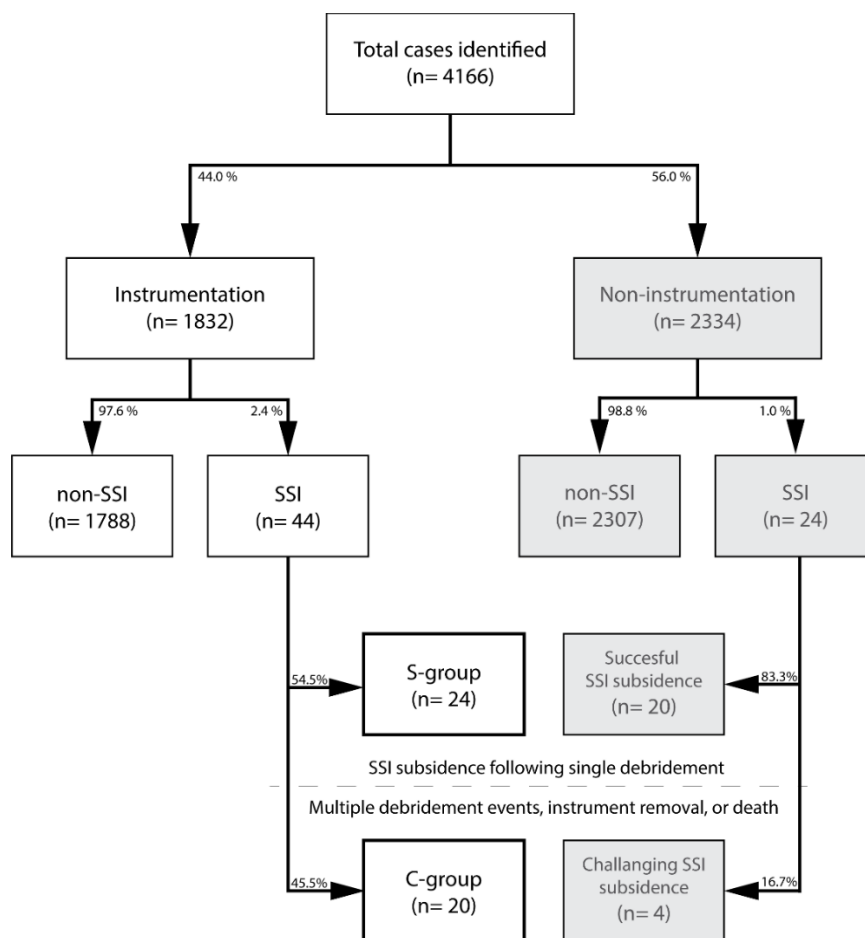 Total cases identified
(n= 4166)
44.0 %
56.0 %
Instrumentation
(n= 1832)
Non-instrumentation
(n= 2334)
97.6 %
2.4 %
98.8 %
1.0 %
non-SSI
(n= 1788)
SSI
(n= 44)
non-SSI
(n= 2307)
SSI
(n= 24)
54.5%
S-group
(n= 24)
Succesful
SSI subsidence
(n= 20)
83.3%
SSI subsidence following single debridement
Multiple debridement events, instrument removal, or death
45.5%
C-group
(n= 20)
Challanging SSI
subsidence
(n= 4)
16.7%